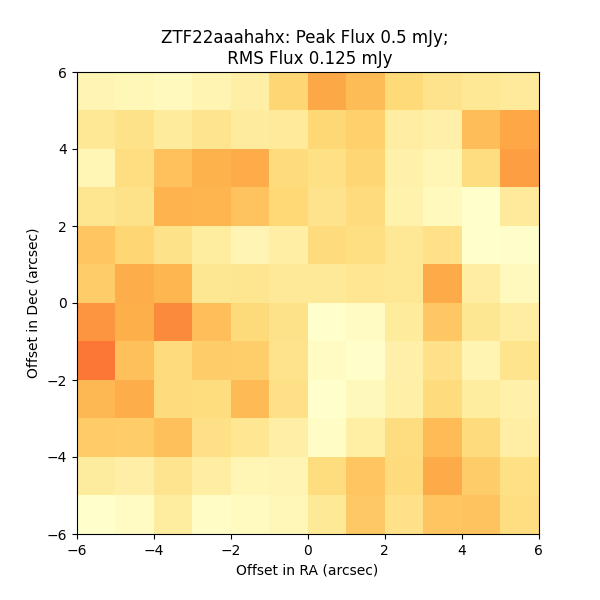 ZTF22aaahahx: Peak Flux 0.5 mJy;
RMS Flux 0.125 mJy
6
4
2
0
−2
−4
−6
Offset in Dec (arcsec)
−6 −4 −2 0 2 4 6
Offset in RA (arcsec)